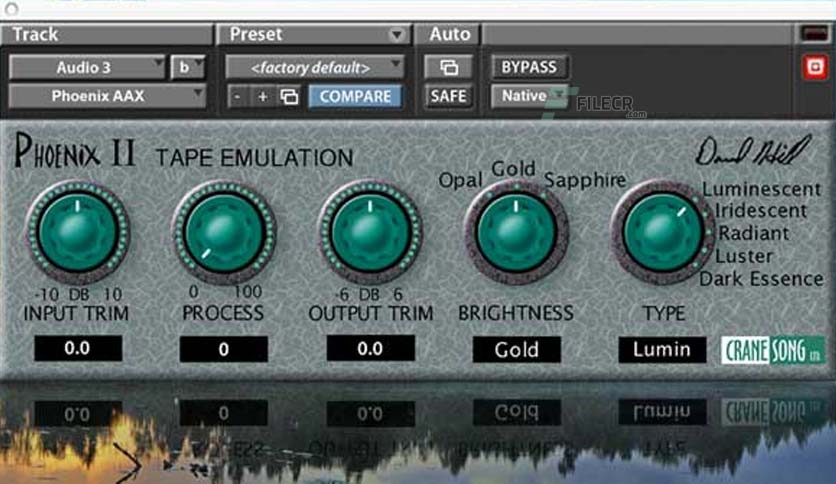 Track Preset Auto
Audio 3 b <factory default> BYPASS
Phoenix AAX - + COMPARE SAFE Native
FILECR
.com
PHOENIX II TAPE EMULATION
Opal Gold Sapphire
Luminescent
Iridescent
Radiant
Luster
Dark Essence
-10 DB 10 0 100 -6 DB 6
INPUT TRIM PROCESS OUTPUT TRIM BRIGHTNESS TYPE
0.0 0 0.0 Gold Lumin CRANE SONG LTD